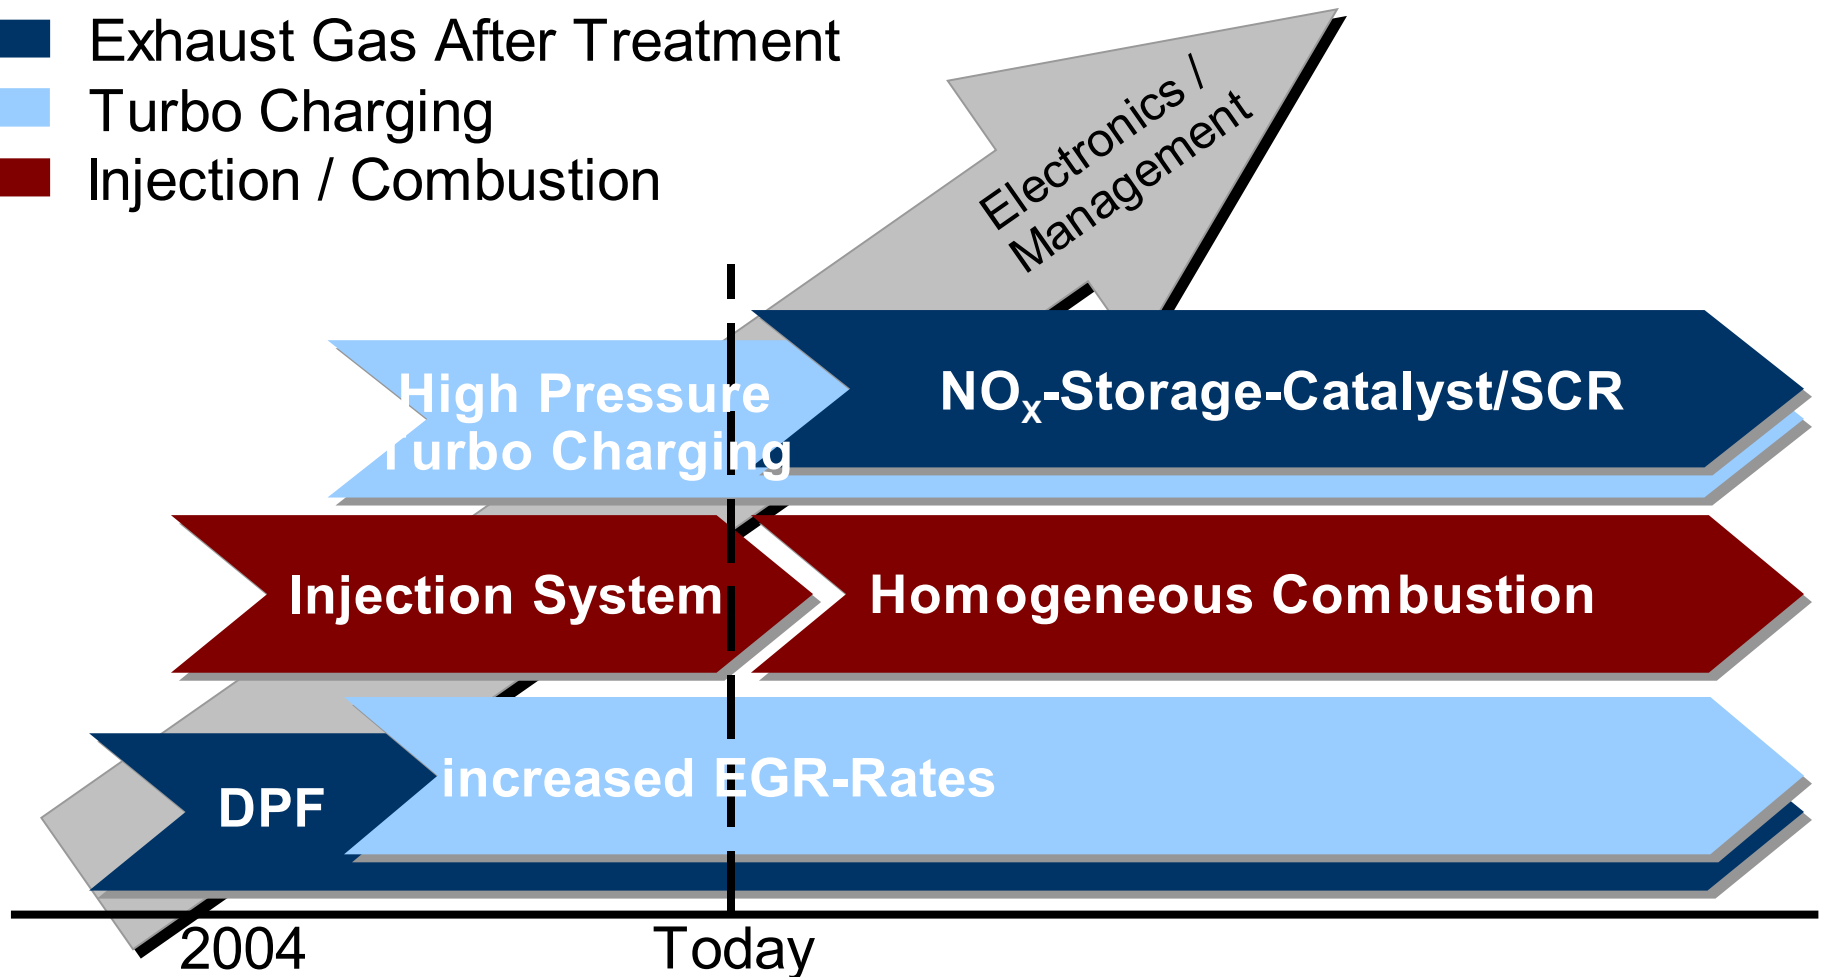 Exhaust Gas After Treatment
Turbo Charging
Injection / Combustion
Electronics /
Management
High Pressure
Turbo Charging
NOX-Storage-Catalyst/SCR
Injection System
Homogeneous Combustion
increased EGR-Rates
DPF
2004
Today